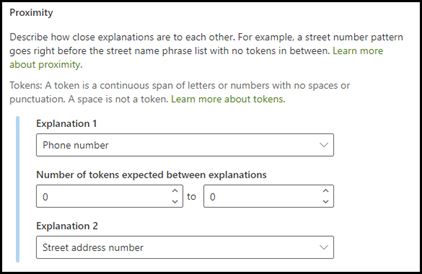 Proximity
Describe how close explanations are to each other. For example, a street number pattern
goes right before the street name phrase list with no tokens in between. Learn more
about proximity.
Tokens: A token is a continuous span of letters or numbers with no spaces or
punctuation. A space is not a token. Learn more about tokens.
Explanation 1
Phone number
Number of tokens expected between explanations
0 to 0
Explanation 2
Street address number